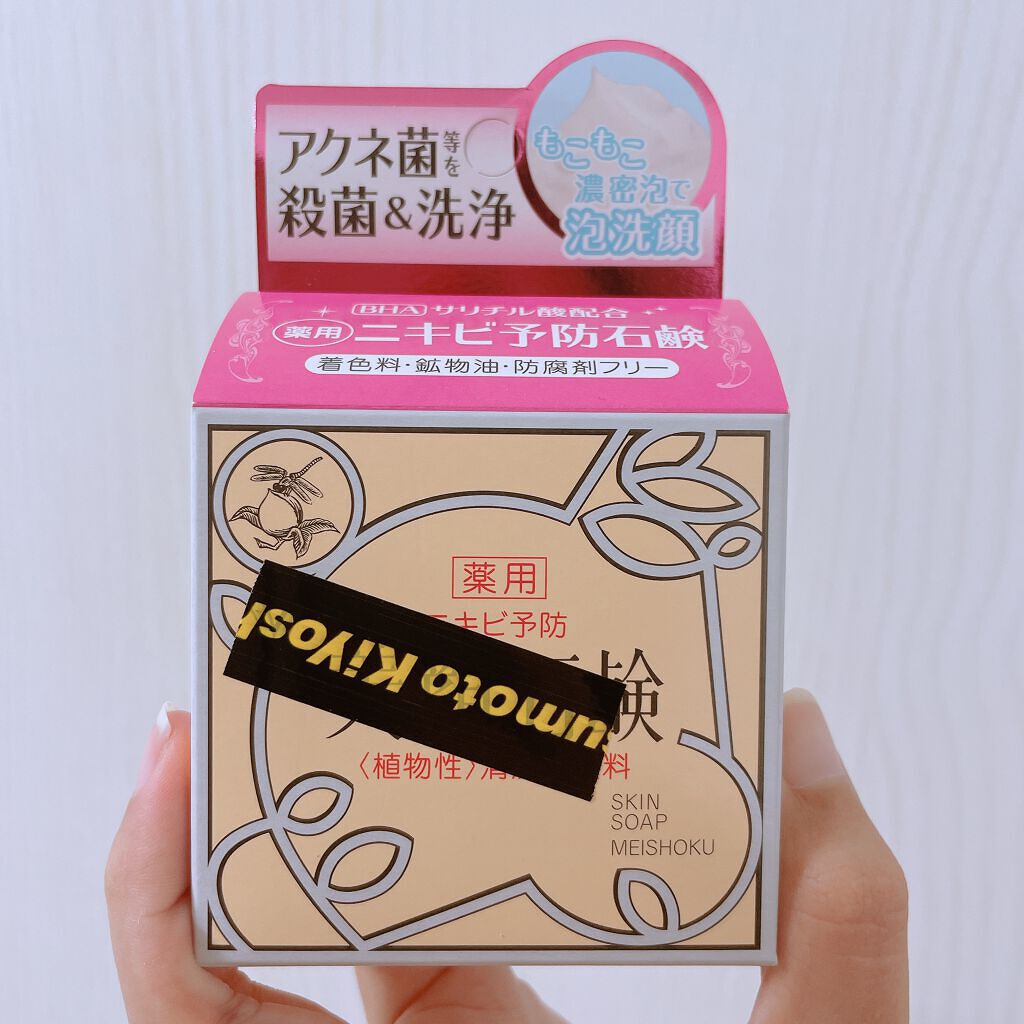 アクネ菌等を
殺菌&洗浄
もこもこ
濃密泡で
泡洗顔
BHA サリチル酸配合
薬用 ニキビ予防石鹸
着色料・鉱物油・防腐剤フリー
薬用
ニキビ予防
鹸
umoto KiYosh
〈植物性〉
料
SKIN
SOAP
MEISHOKU